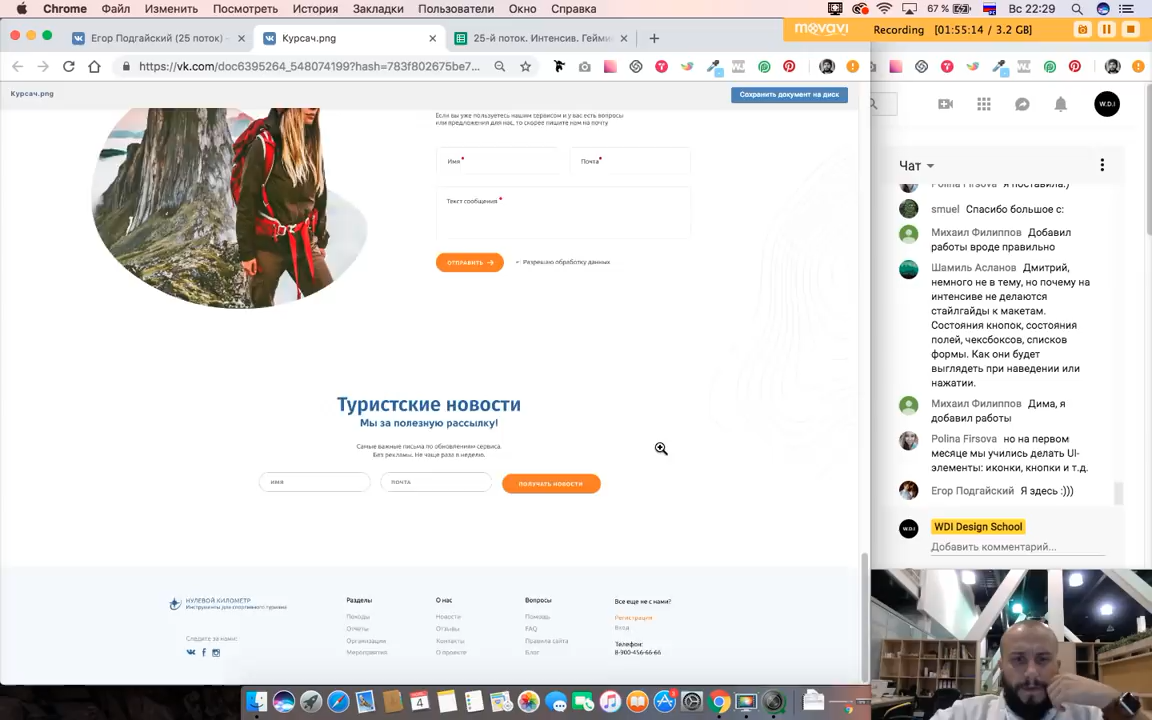 Chrome Файл Изменить Посмотреть История Закладки Пользователи Окно Справка
67 % Вс 22:29
movavi Recording [01:55:14 / 3.2 GB]
Егор Подгайский (25 поток) -
Курсач.png
25-й поток. Интенсив. Гейми
https://vk.com/doc6395264_548074199?hash=783f802675be7...
Курсач.png
Сохранить документ на диск
Если вы уже пользуетесь нашим сервисом и у вас есть вопросы
или предложения для нас, то скорее пишите нам на почту
Имя *
Почта *
Текст сообщения *
ОТПРАВИТЬ →
Разрешаю обработку данных
Туристские новости
Мы за полезную рассылку!
Самые важные письма по обновлениям сервиса.
Без рекламы. Не чаще раза в неделю.
ИМЯ
ПОЧТА
ПОЛУЧАТЬ НОВОСТИ
НУЛЕВОЙ КИЛОМЕТР
Инструменты для спортивного туризма
Следите за нами:
Разделы
Походы
Отчеты
Организации
Мероприятия
О нас
Новости
Отзывы
Контакты
О проекте
Вопросы
Помощь
FAQ
Правила сайта
Блог
Все еще не с нами?
Регистрация
Вход
Телефон:
8-900-456-66-66
W.D.I
Чат
Polina Firsova Я поставила:)
smuel Спасибо большое с:
Михаил Филиппов Добавил
работы вроде правильно
Шамиль Асланов Дмитрий,
немного не в тему, но почему на
интенсиве не делаются
стайлгайды к макетам.
Состояния кнопок, состояния
полей, чексбоксов, списков
формы. Как они будет
выглядеть при наведении или
нажатии.
Михаил Филиппов Дима, я
добавил работы
Polina Firsova но на первом
месяце мы учились делать UI-
элементы: иконки, кнопки и т.д.
Егор Подгайский Я здесь :)))
WDI Design School
Добавить комментарий...